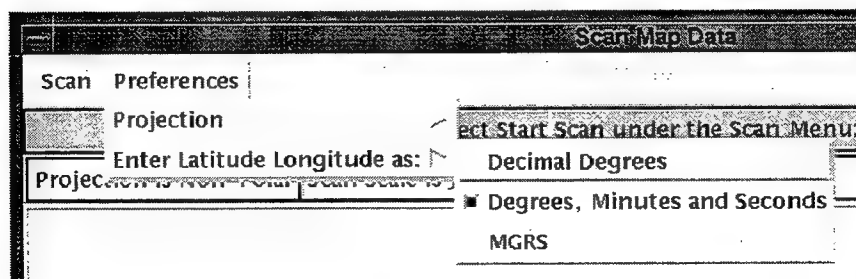 Scan Map Data
Scan Preferences
Projection
ect Start Scan under the Scan Menu;
Enter Latitude Longitude as:
Decimal Degrees
Projec
Degrees, Minutes and Seconds
MGRS